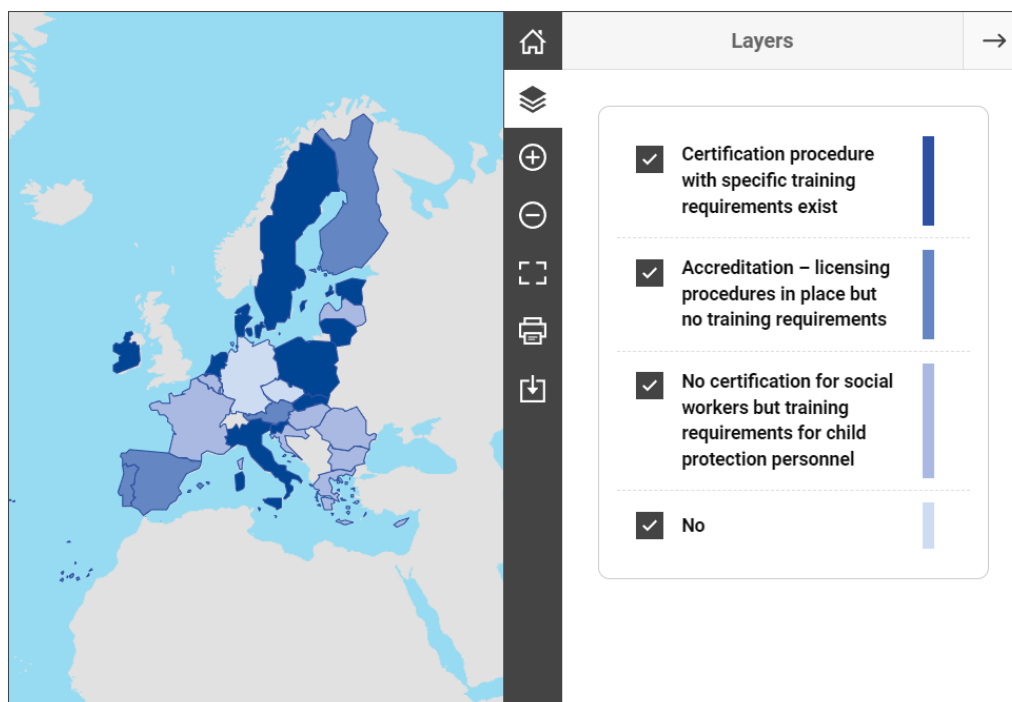 Layers
Certification procedure
with specific training
requirements exist
Accreditation – licensing
procedures in place but
no training requirements
No certification for social
workers but training
requirements for child
protection personnel
No